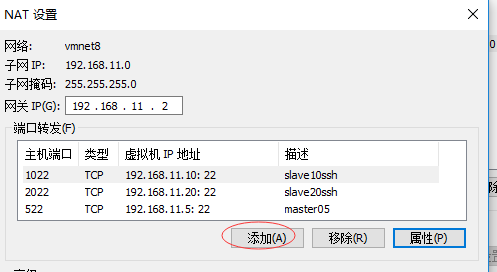 NAT 设置
网络: vmnet8
子网 IP: 192.168.11.0
子网掩码: 255.255.255.0
网关 IP(G): 192 . 168 . 11 . 2
端口转发(F)
主机端口 类型 虚拟机 IP 地址 描述
1022 TCP 192.168.11.10: 22 slave10ssh
2022 TCP 192.168.11.20: 22 slave20ssh
522 TCP 192.168.11.5: 22 master05
添加(A) 移除(R) 属性(P)